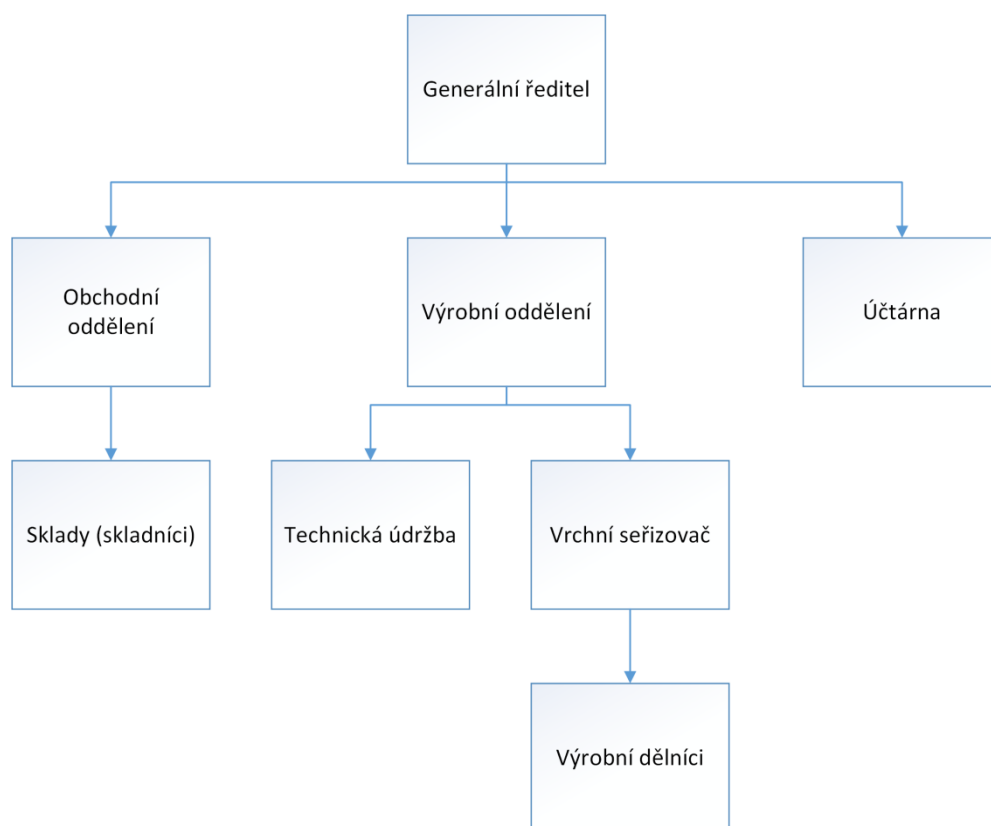 Generální ředitel
Obchodní
oddělení
Výrobní oddělení
Účtárna
Sklady (skladníci)
Technická údržba
Vrchní seřizovač
Výrobní dělníci